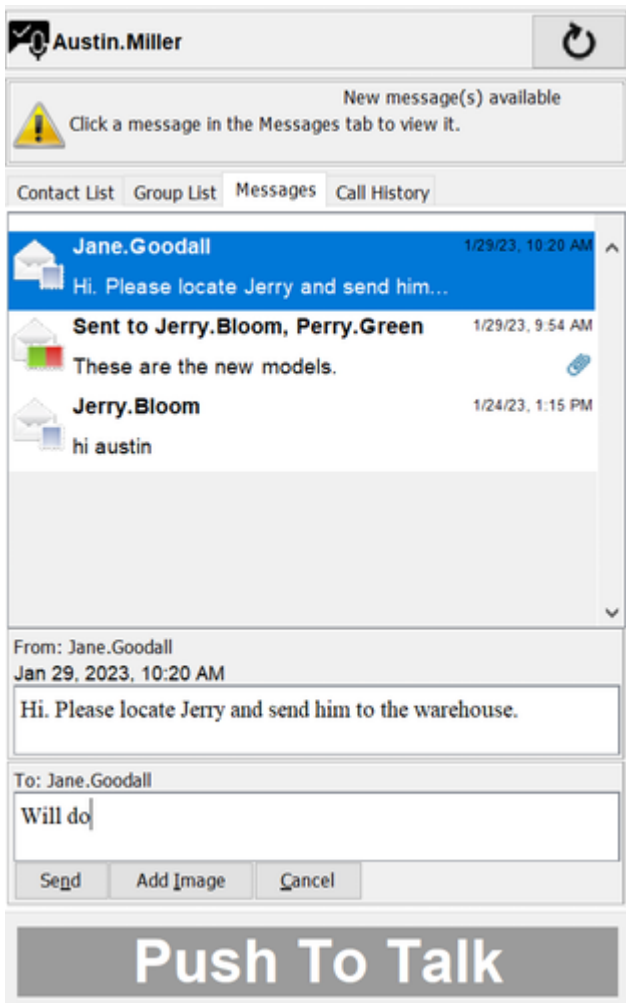 Austin.Miller
New message(s) available
Click a message in the Messages tab to view it.
Contact List Group List Messages Call History
Jane.Goodall 1/29/23, 10:20 AM
Hi. Please locate Jerry and send him...
Sent to Jerry.Bloom, Perry.Green 1/29/23, 9:54 AM
These are the new models.
Jerry.Bloom 1/24/23, 1:15 PM
hi austin
From: Jane.Goodall
Jan 29, 2023, 10:20 AM
Hi. Please locate Jerry and send him to the warehouse.
To: Jane.Goodall
Will do
Send Add Image Cancel
Push To Talk